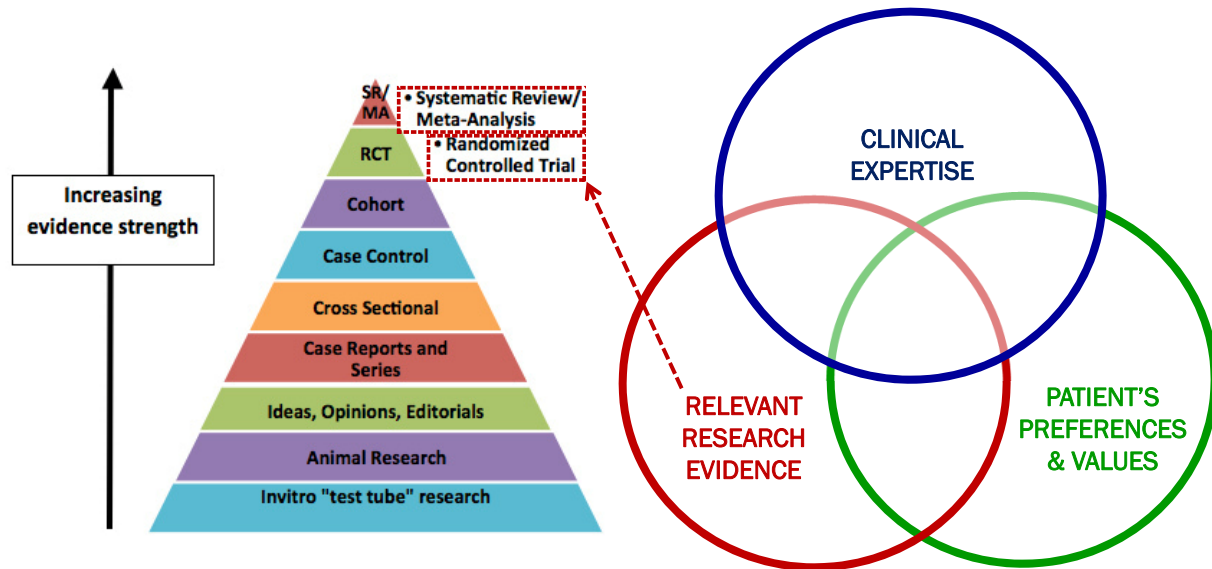 Increasing
evidence strength
SR/
MA
• Systematic Review/
Meta-Analysis
RCT
• Randomized
Controlled Trial
Cohort
Case Control
Cross Sectional
Case Reports and
Series
Ideas, Opinions, Editorials
Animal Research
Invitro "test tube" research
CLINICAL
EXPERTISE
RELEVANT
RESEARCH
EVIDENCE
PATIENT'S
PREFERENCES
& VALUES